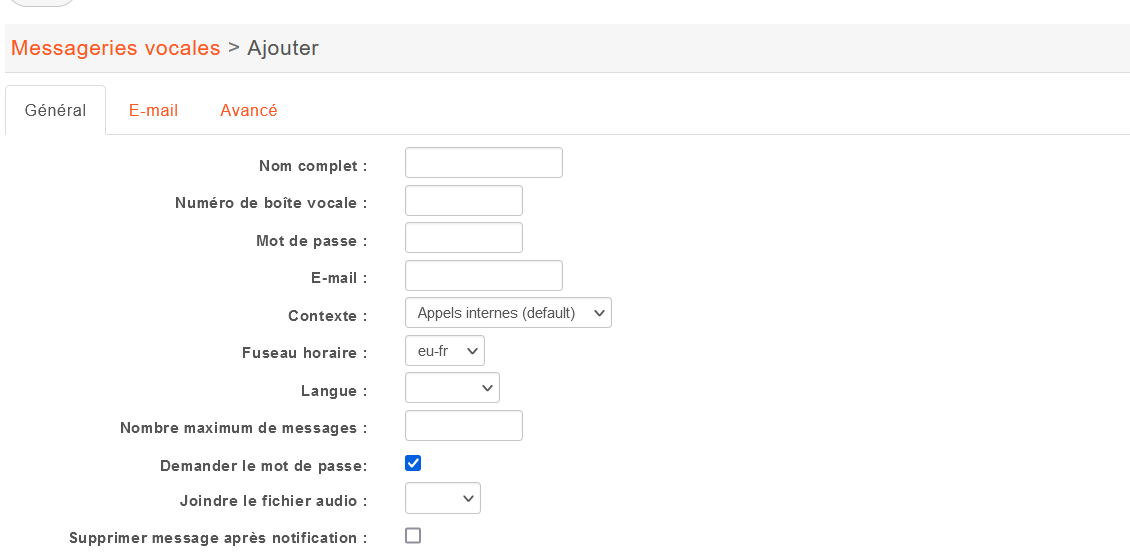 Messageries vocales > Ajouter
Général E-mail Avancé
Nom complet :
Numéro de boîte vocale :
Mot de passe :
E-mail :
Contexte : Appels internes (default)
Fuseau horaire : eu-fr
Langue :
Nombre maximum de messages :
Demander le mot de passe:
Joindre le fichier audio :
Supprimer message après notification :